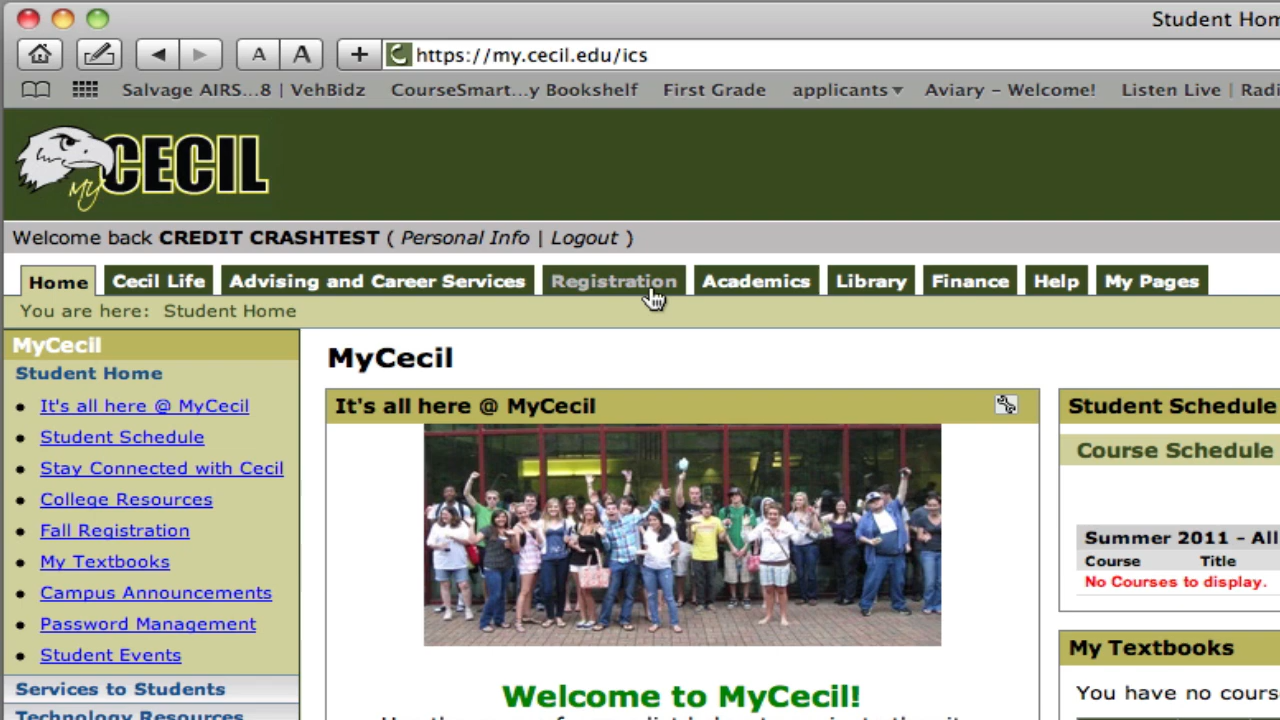 Student Hom
A A + https://my.cecil.edu/ics
Salvage AIRS...8 | VehBidz CourseSmart...y Bookshelf First Grade applicants Aviary – Welcome! Listen Live | Radi
My CECIL
Welcome back CREDIT CRASHTEST ( Personal Info | Logout )
Home Cecil Life Advising and Career Services Registration Academics Library Finance Help My Pages
You are here: Student Home
MyCecil
Student Home
It's all here @ MyCecil
Student Schedule
Stay Connected with Cecil
College Resources
Fall Registration
My Textbooks
Campus Announcements
Password Management
Student Events
Services to Students
Technology Resources
MyCecil
It's all here @ MyCecil
Welcome to MyCecil!
Student Schedule
Course Schedule
Summer 2011 - All
Course Title
No Courses to display.
My Textbooks
You have no cours